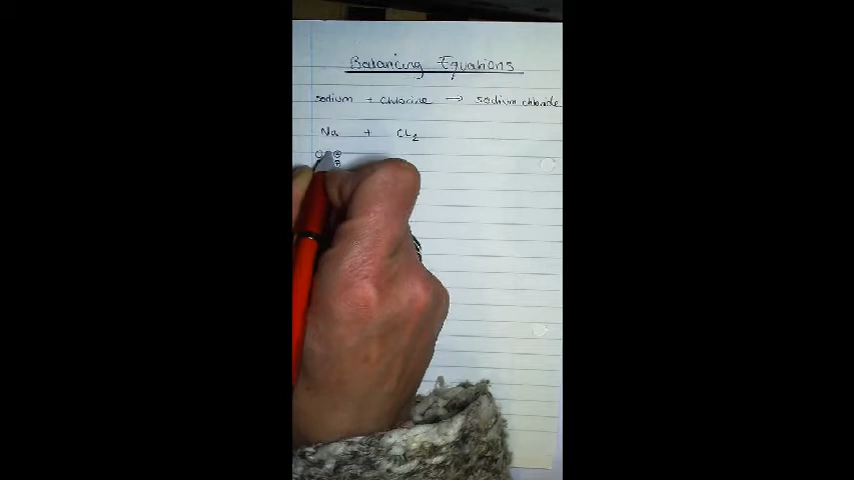 Balancing Equations
sodium + chlorine → sodium chloride
Na + Cl₂